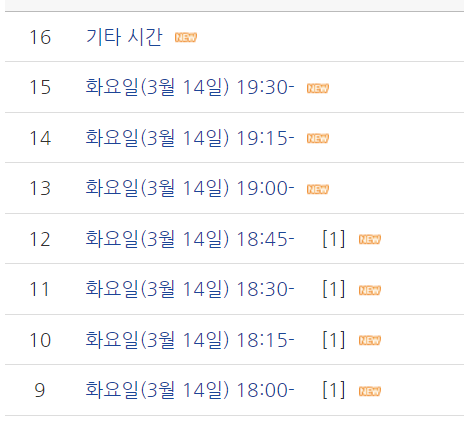 16 기타 시간 NEW
15 화요일(3월 14일) 19:30- NEW
14 화요일(3월 14일) 19:15- NEW
13 화요일(3월 14일) 19:00- NEW
12 화요일(3월 14일) 18:45- [1] NEW
11 화요일(3월 14일) 18:30- [1] NEW
10 화요일(3월 14일) 18:15- [1] NEW
9 화요일(3월 14일) 18:00- [1] NEW